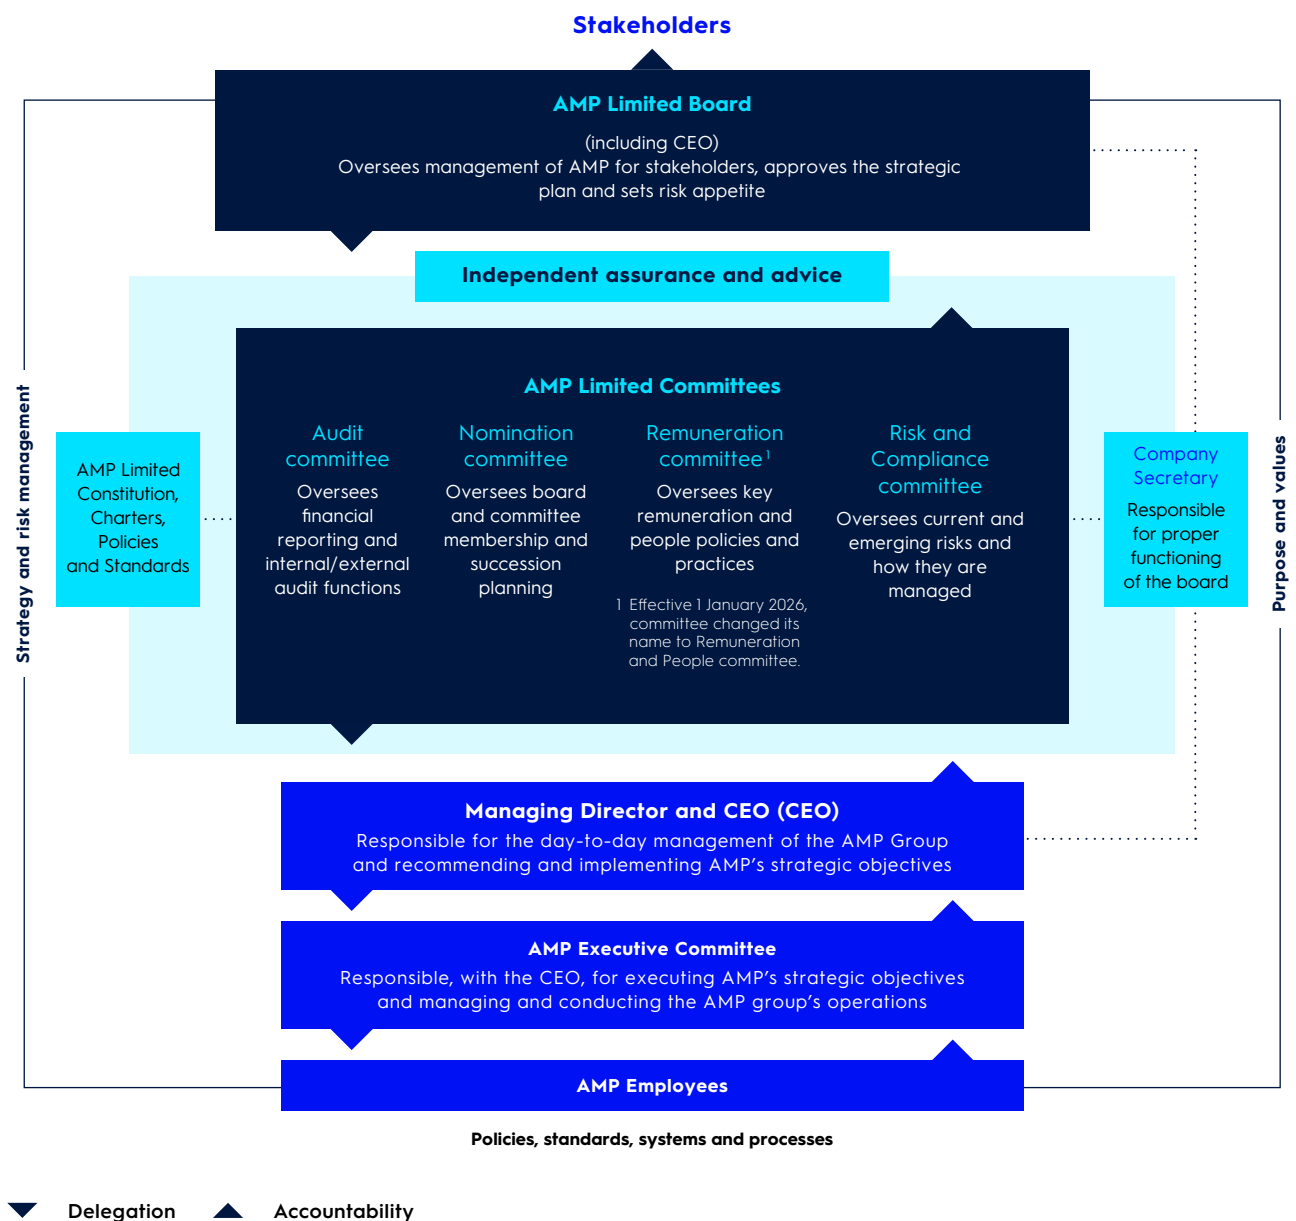 Stakeholders
AMP Limited Board
(including CEO)
Oversees management of AMP for stakeholders, approves the strategic
plan and sets risk appetite
Independent assurance and advice
Strategy and risk management
AMP Limited
Constitution,
Charters,
Policies
and Standards
AMP Limited Committees
Audit
committee
Oversees
financial
reporting and
internal/external
audit functions
Nomination
committee
Oversees board
and committee
membership and
succession
planning
Remuneration
committee¹
Oversees key
remuneration and
people policies and
practices
1 Effective 1 January 2026,
committee changed its
name to Remuneration
and People committee.
Risk and
Compliance
committee
Oversees current and
emerging risks and
how they are
managed
Company
Secretary
Responsible
for proper
functioning
of the board
Purpose and values
Managing Director and CEO (CEO)
Responsible for the day-to-day management of the AMP Group
and recommending and implementing AMP’s strategic objectives
AMP Executive Committee
Responsible, with the CEO, for executing AMP’s strategic objectives
and managing and conducting the AMP group’s operations
AMP Employees
Policies, standards, systems and processes
Delegation
Accountability